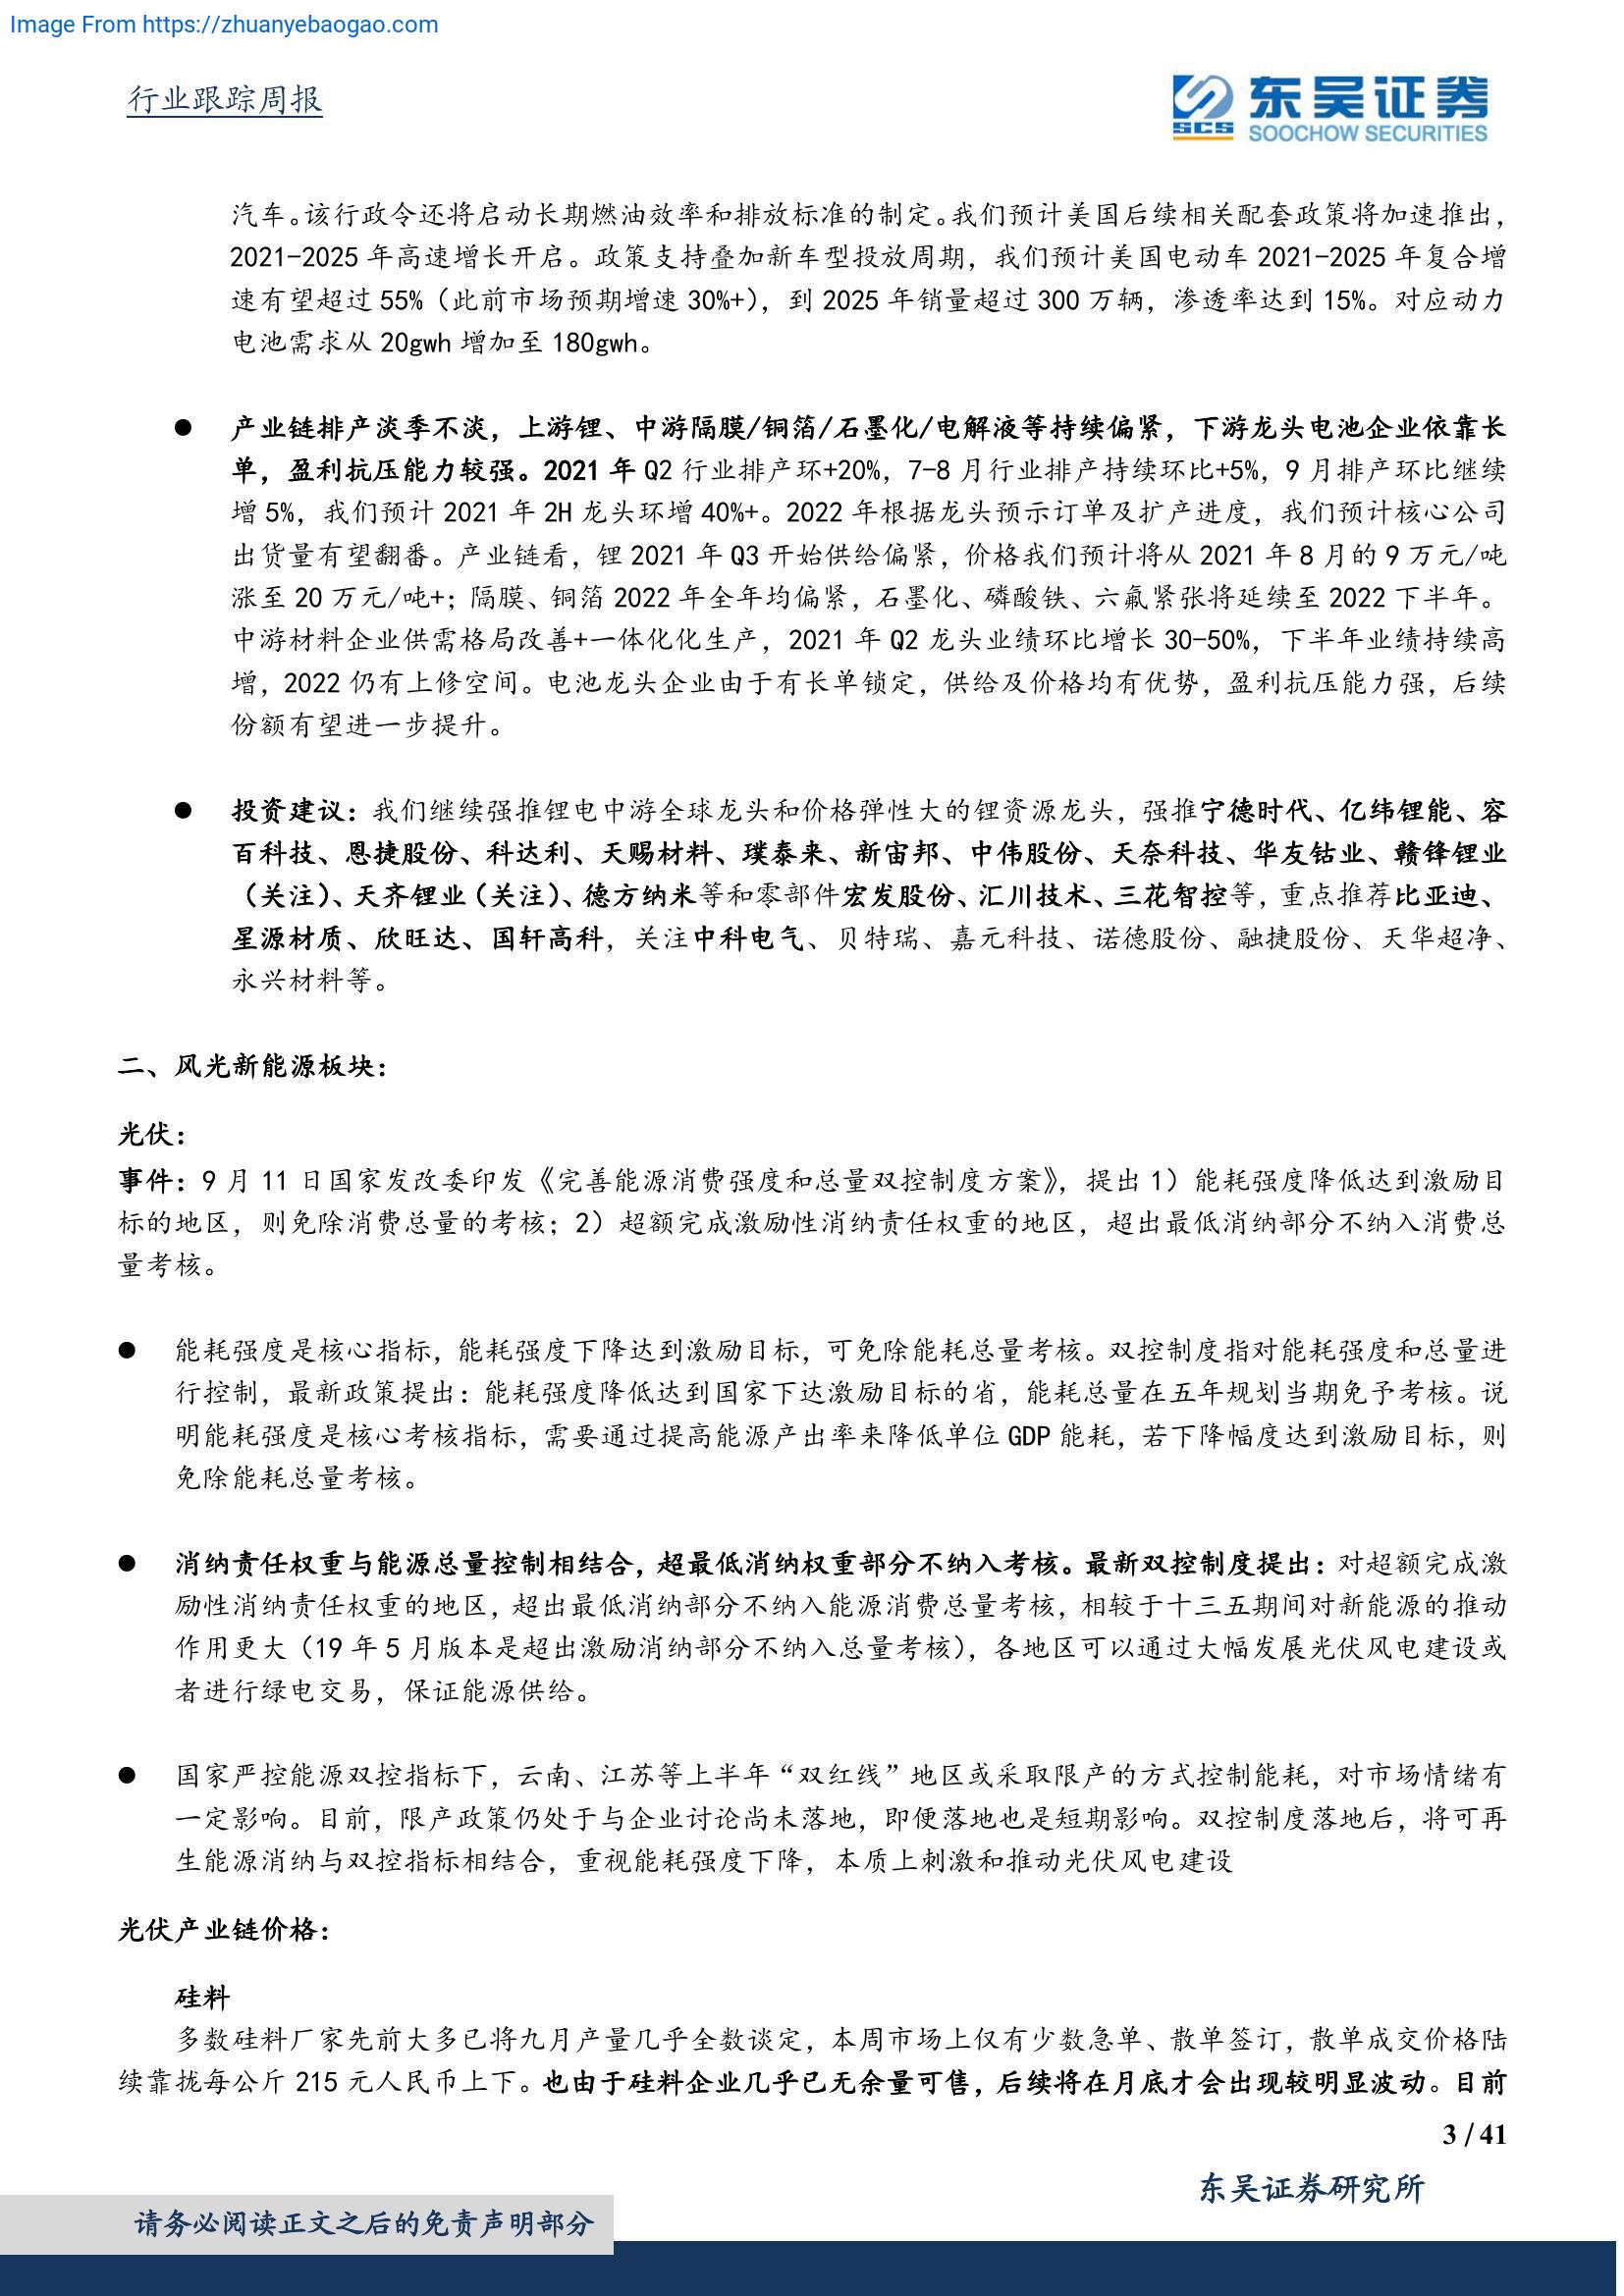 Image From https://zhuanyebaogao.com
行业跟踪周报
SCS 东吴证券
SOOCHOW SECURITIES
汽车。该行政令还将启动长期燃油效率和排放标准的制定。我们预计美国后续相关配套政策将加速推出，
2021-2025 年高速增长开启。政策支持叠加新车型投放周期，我们预计美国电动车 2021-2025 年复合增
速有望超过 55%（此前市场预期增速 30%+），到 2025 年销量超过 300 万辆，渗透率达到 15%。对应动力
电池需求从 20gwh 增加至 180gwh。
● 产业链排产淡季不淡，上游锂、中游隔膜/铜箔/石墨化/电解液等持续偏紧，下游龙头电池企业依靠长
单，盈利抗压能力较强。2021 年 Q2 行业排产环+20%，7-8 月行业排产持续环比+5%，9 月排产环比继续
增 5%，我们预计 2021 年 2H 龙头环增 40%+。2022 年根据龙头预示订单及扩产进度，我们预计核心公司
出货量有望翻番。产业链看，锂 2021 年 Q3 开始供给偏紧，价格我们预计将从 2021 年 8 月的 9 万元/吨
涨至 20 万元/吨+；隔膜、铜箔 2022 年全年均偏紧，石墨化、磷酸铁、六氟紧张将延续至 2022 下半年。
中游材料企业供需格局改善+一体化化生产，2021 年 Q2 龙头业绩环比增长 30-50%，下半年业绩持续高
增，2022 仍有上修空间。电池龙头企业由于有长单锁定，供给及价格均有优势，盈利抗压能力强，后续
份额有望进一步提升。
● 投资建议：我们继续强推锂电中游全球龙头和价格弹性大的锂资源龙头，强推宁德时代、亿纬锂能、容
百科技、恩捷股份、科达利、天赐材料、璞泰来、新宙邦、中伟股份、天奈科技、华友钴业、赣锋锂业
（关注）、天齐锂业（关注）、德方纳米等和零部件宏发股份、汇川技术、三花智控等，重点推荐比亚迪、
星源材质、欣旺达、国轩高科，关注中科电气、贝特瑞、嘉元科技、诺德股份、融捷股份、天华超净、
永兴材料等。
二、风光新能源板块：
光伏：
事件：9 月 11 日国家发改委印发《完善能源消费强度和总量双控制度方案》，提出 1）能耗强度降低达到激励目
标的地区，则免除消费总量的考核；2）超额完成激励性消纳责任权重的地区，超出最低消纳部分不纳入消费总
量考核。
● 能耗强度是核心指标，能耗强度下降达到激励目标，可免除能耗总量考核。双控制度指对能耗强度和总量进
行控制，最新政策提出：能耗强度降低达到国家下达激励目标的省，能耗总量在五年规划当期免予考核。说
明能耗强度是核心考核指标，需要通过提高能源产出率来降低单位 GDP 能耗，若下降幅度达到激励目标，则
免除能耗总量考核。
● 消纳责任权重与能源总量控制相结合，超最低消纳权重部分不纳入考核。最新双控制度提出：对超额完成激
励性消纳责任权重的地区，超出最低消纳部分不纳入能源消费总量考核，相较于十三五期间对新能源的推动
作用更大（19 年 5 月版本是超出激励消纳部分不纳入总量考核），各地区可以通过大幅发展光伏风电建设或
者进行绿电交易，保证能源供给。
● 国家严控能源双控指标下，云南、江苏等上半年“双红线”地区或采取限产的方式控制能耗，对市场情绪有
一定影响。目前，限产政策仍处于与企业讨论尚未落地，即便落地也是短期影响。双控制度落地后，将可再
生能源消纳与双控指标相结合，重视能耗强度下降，本质上刺激和推动光伏风电建设
光伏产业链价格：
硅料
多数硅料厂家先前大多已将九月产量几乎全数谈定，本周市场上仅有少数急单、散单签订，散单成交价格陆
续靠拢每公斤 215 元人民币上下。也由于硅料企业几乎已无余量可售，后续将在月底才会出现较明显波动。目前
3 / 41
东吴证券研究所
请务必阅读正文之后的免责声明部分